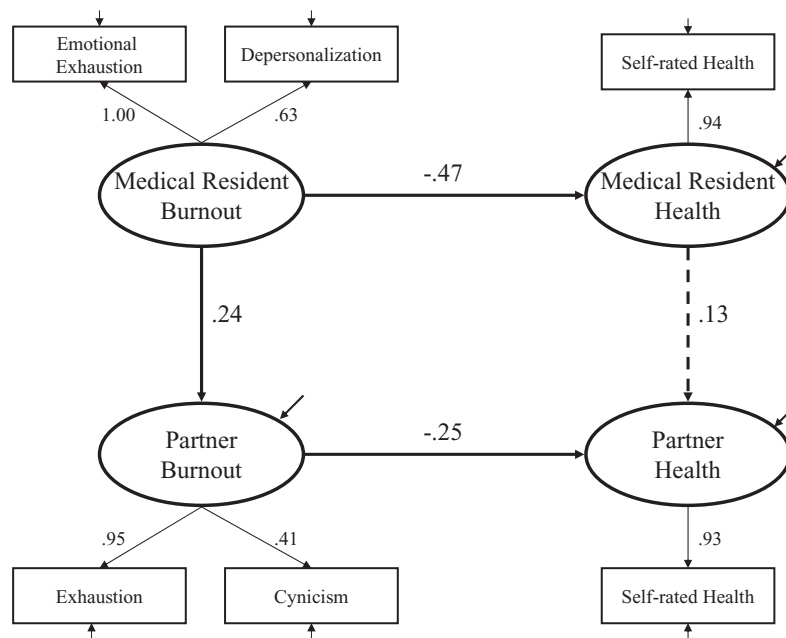 Emotional
Exhaustion
Depersonalization
Self-rated Health
1.00
.63
.94
Medical Resident
Burnout
-.47
Medical Resident
Health
.24
.13
Partner
Burnout
-.25
Partner
Health
.95
.41
.93
Exhaustion
Cynicism
Self-rated Health